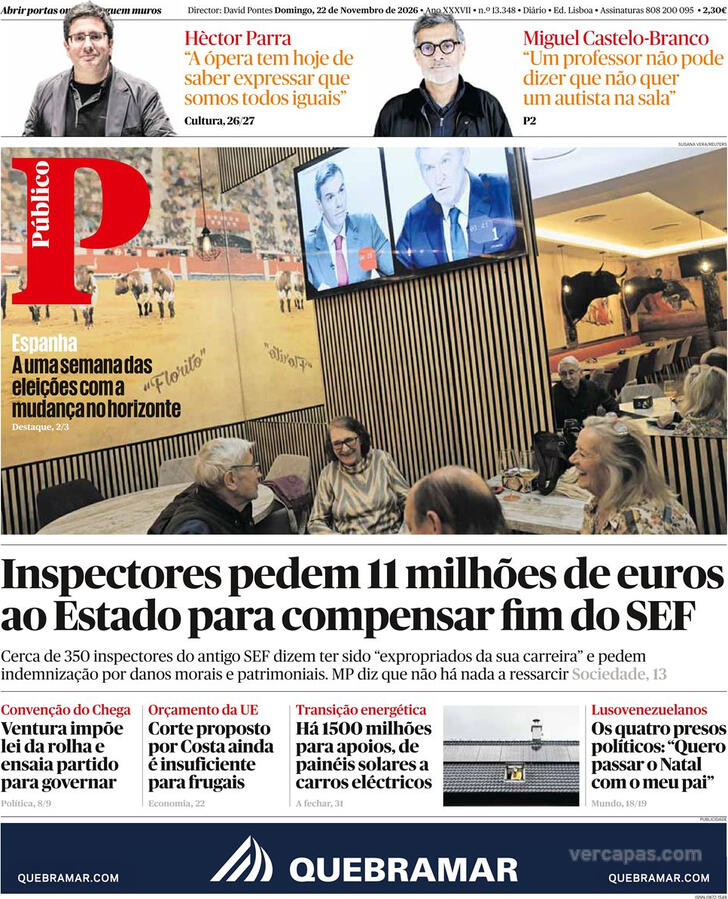 Abrir portas on
guem muros
Director: David Pontes Domingo, 22 de Novembro de 2026 • Ano XXXVII • n.º 13.348 • Diário • Ed. Lisboa • Assinaturas 808 200 095 • 2,30€
Hèctor Parra
“A ópera tem hoje de
saber expressar que
somos todos iguais”
Cultura, 26/27
Miguel Castelo-Branco
“Um professor não pode
dizer que não quer
um autista na sala”
P2
SUSANA VERA/REUTERS
P
Público
Espanha
A uma semana das
eleições com a
mudança no horizonte
Destaque, 2/3
“Florito”
“Florito”
1
Inspectores pedem 11 milhões de euros
ao Estado para compensar fim do SEF
Cerca de 350 inspectores do antigo SEF dizem ter sido “expropriados da sua carreira” e pedem
indemnização por danos morais e patrimoniais. MP diz que não há nada a ressarcir Sociedade, 13
Convenção do Chega
Ventura impõe
lei da rolha e
ensaia partido
para governar
Política, 8/9
Orçamento da UE
Corte proposto
por Costa ainda
é insuficiente
para frugais
Economia, 22
Transição energética
Há 1500 milhões
para apoios, de
painéis solares a
carros eléctricos
A fechar, 31
Lusovenezuelanos
Os quatro presos
políticos: “Quero
passar o Natal
com o meu pai”
Mundo, 18/19
PUBLICIDADE
QUEBRAMAR.COM
QUEBRAMAR
vercapas.com
QUEBRAMAR.COM
ISNN-0872-1548